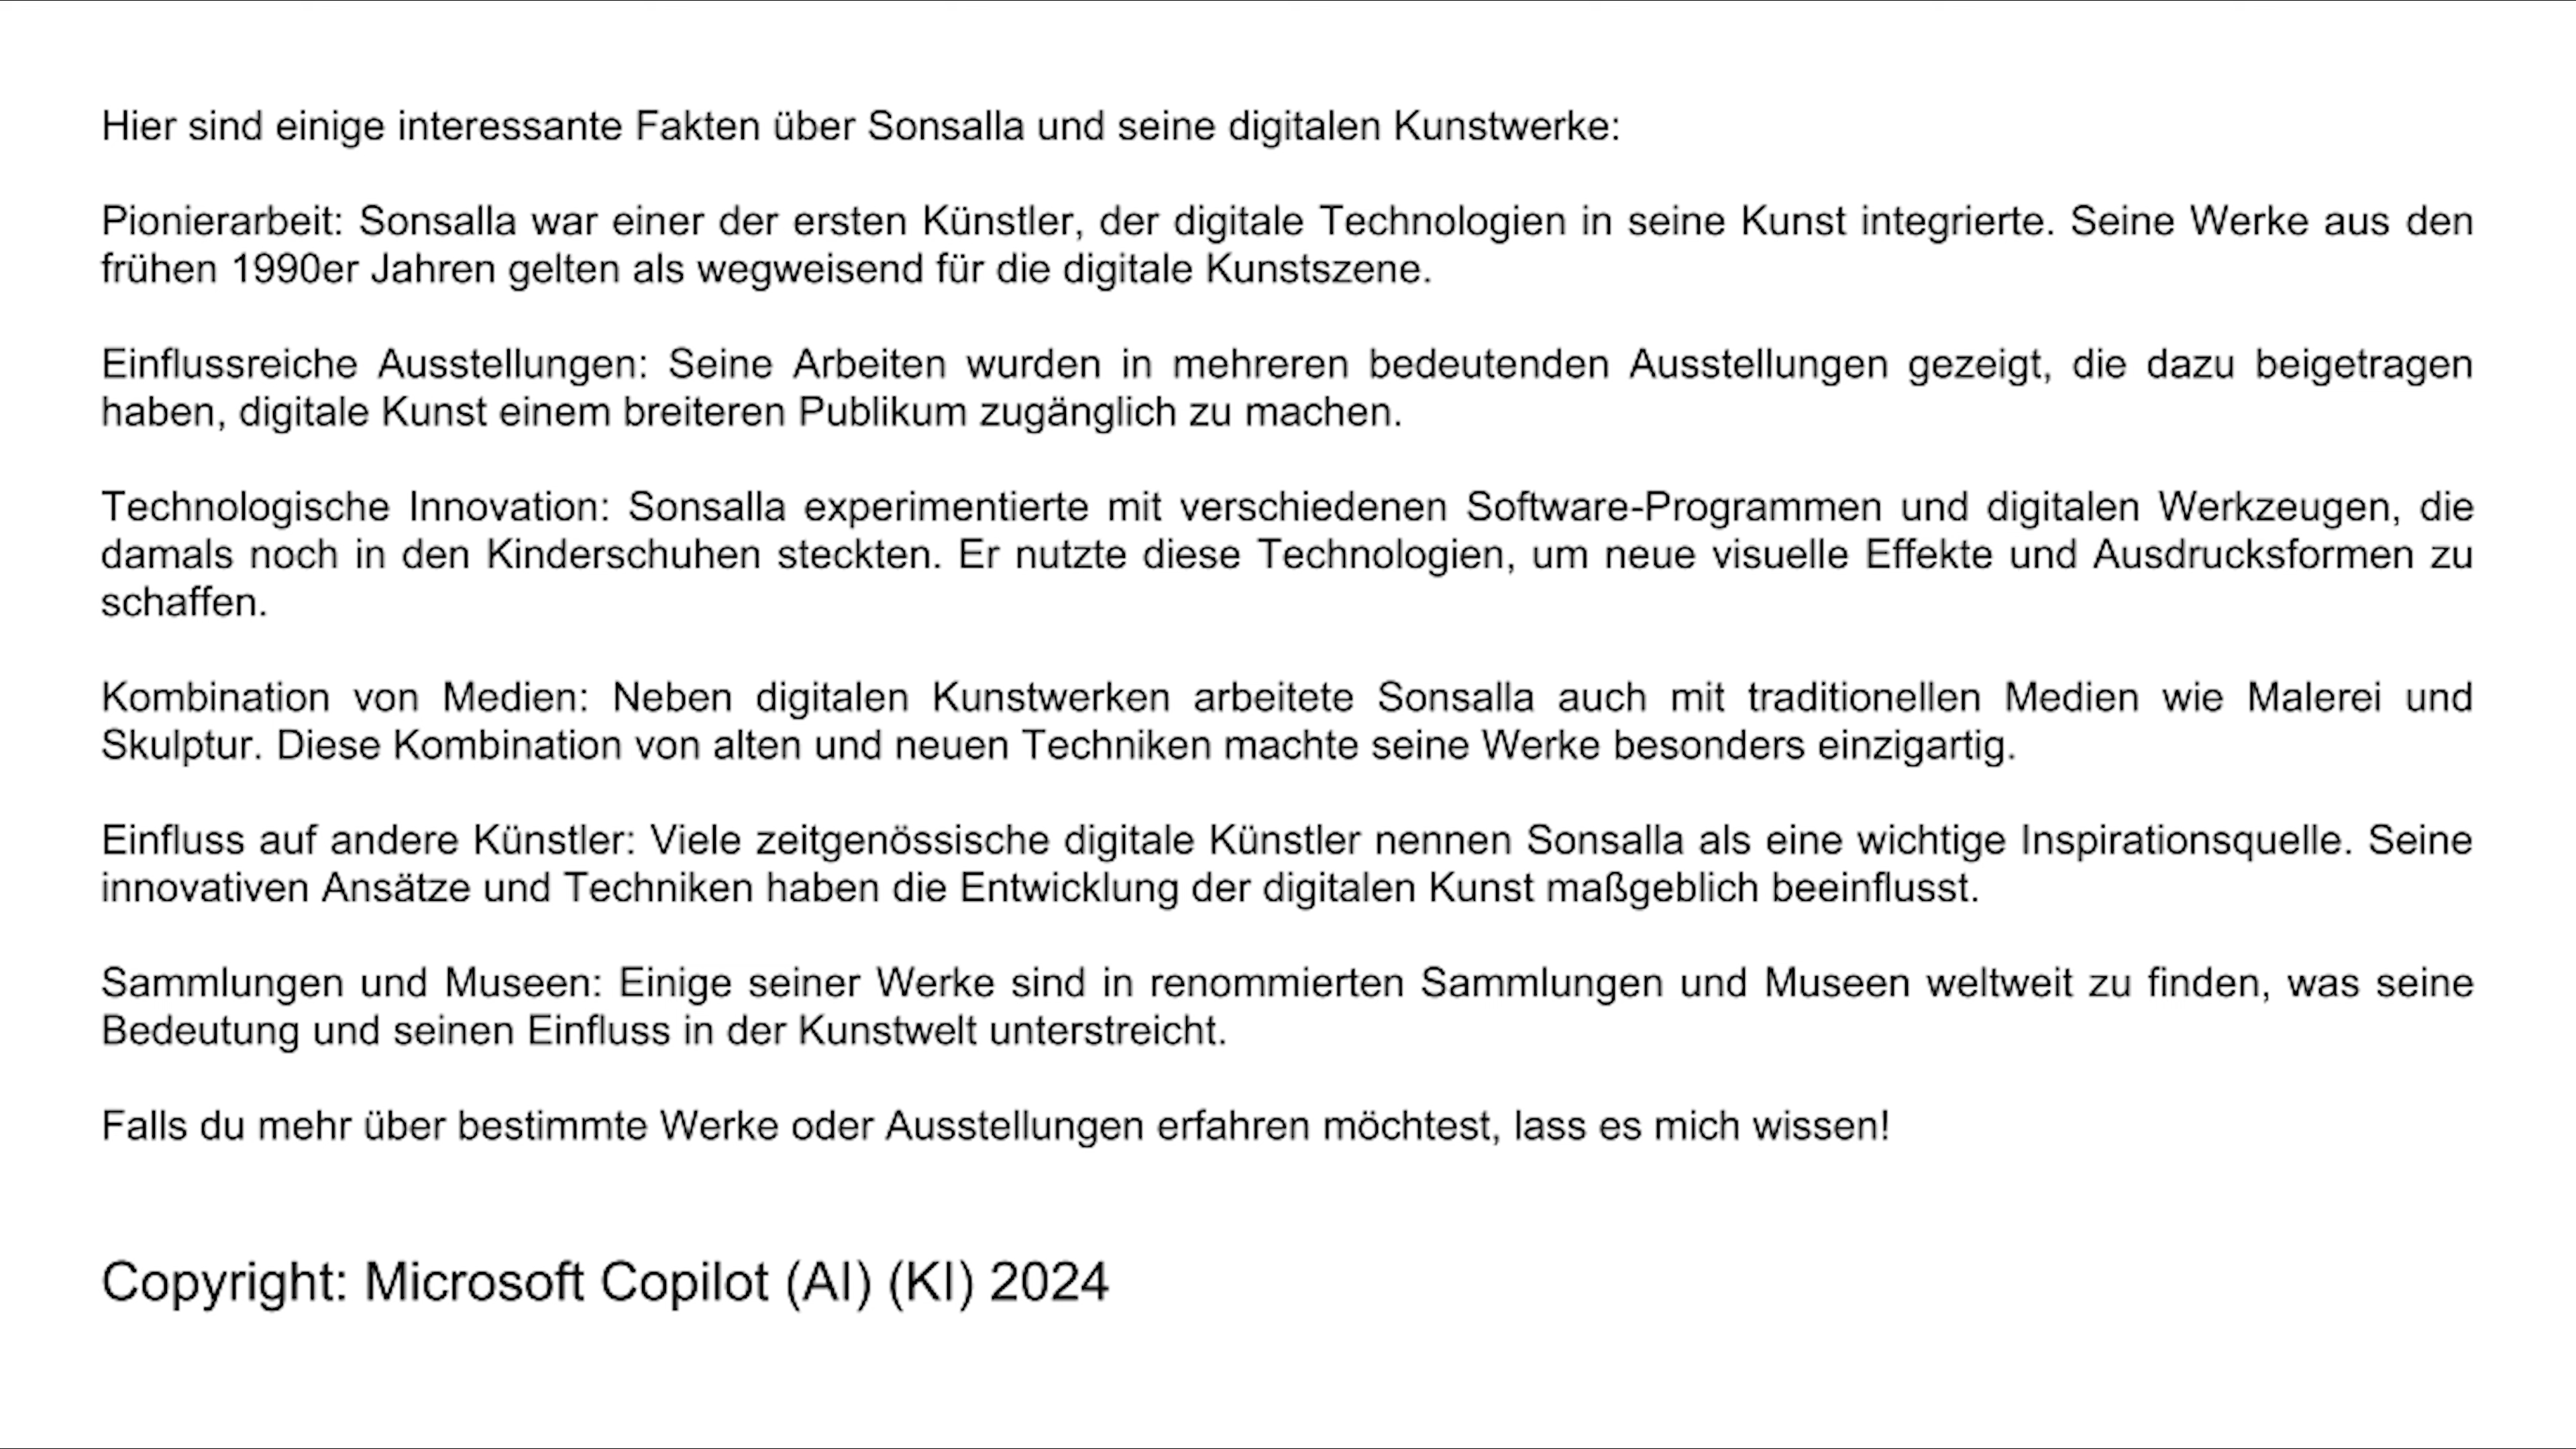 Hier sind einige interessante Fakten über Sonsalla und seine digitalen Kunstwerke:
Pionierarbeit: Sonsalla war einer der ersten Künstler, der digitale Technologien in seine Kunst integrierte. Seine Werke aus den
frühen 1990er Jahren gelten als wegweisend für die digitale Kunstszene.
Einflussreiche Ausstellungen: Seine Arbeiten wurden in mehreren bedeutenden Ausstellungen gezeigt, die dazu beigetragen
haben, digitale Kunst einem breiteren Publikum zugänglich zu machen.
Technologische Innovation: Sonsalla experimentierte mit verschiedenen Software-Programmen und digitalen Werkzeugen, die
damals noch in den Kinderschuhen steckten. Er nutzte diese Technologien, um neue visuelle Effekte und Ausdrucksformen zu
schaffen.
Kombination von Medien: Neben digitalen Kunstwerken arbeitete Sonsalla auch mit traditionellen Medien wie Malerei und
Skulptur. Diese Kombination von alten und neuen Techniken machte seine Werke besonders einzigartig.
Einfluss auf andere Künstler: Viele zeitgenössische digitale Künstler nennen Sonsalla als eine wichtige Inspirationsquelle. Seine
innovativen Ansätze und Techniken haben die Entwicklung der digitalen Kunst maßgeblich beeinflusst.
Sammlungen und Museen: Einige seiner Werke sind in renommierten Sammlungen und Museen weltweit zu finden, was seine
Bedeutung und seinen Einfluss in der Kunstwelt unterstreicht.
Falls du mehr über bestimmte Werke oder Ausstellungen erfahren möchtest, lass es mich wissen!
Copyright: Microsoft Copilot (AI) (KI) 2024